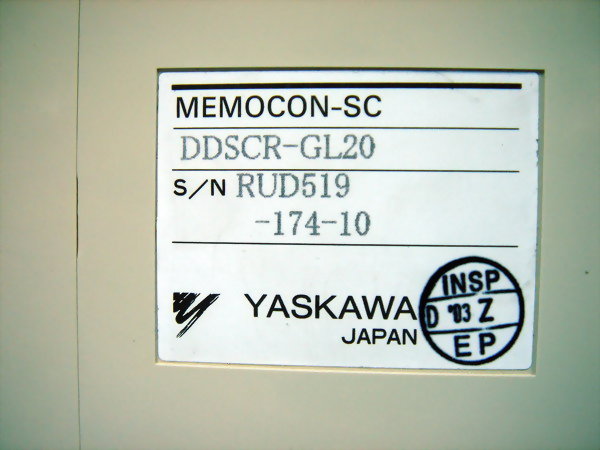 MEMOCON-SC
DDSCR-GL20
S/N RUD519
-174-10
YASKAWA
JAPAN
INSP
D '03 Z
EP